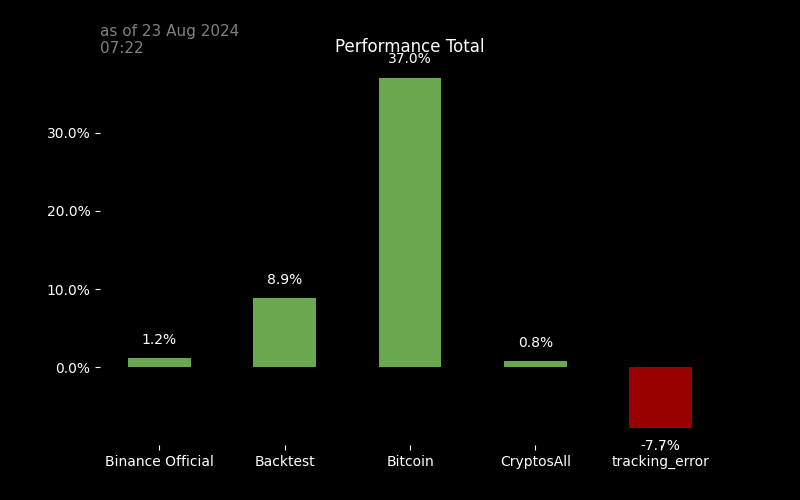 as of 23 Aug 2024
07:22
Performance Total
37.0%
30.0%
20.0%
8.9%
10.0%
1.2%
0.8%
0.0%
-7.7%
Binance Official
Backtest
Bitcoin
CryptosAll
tracking_error